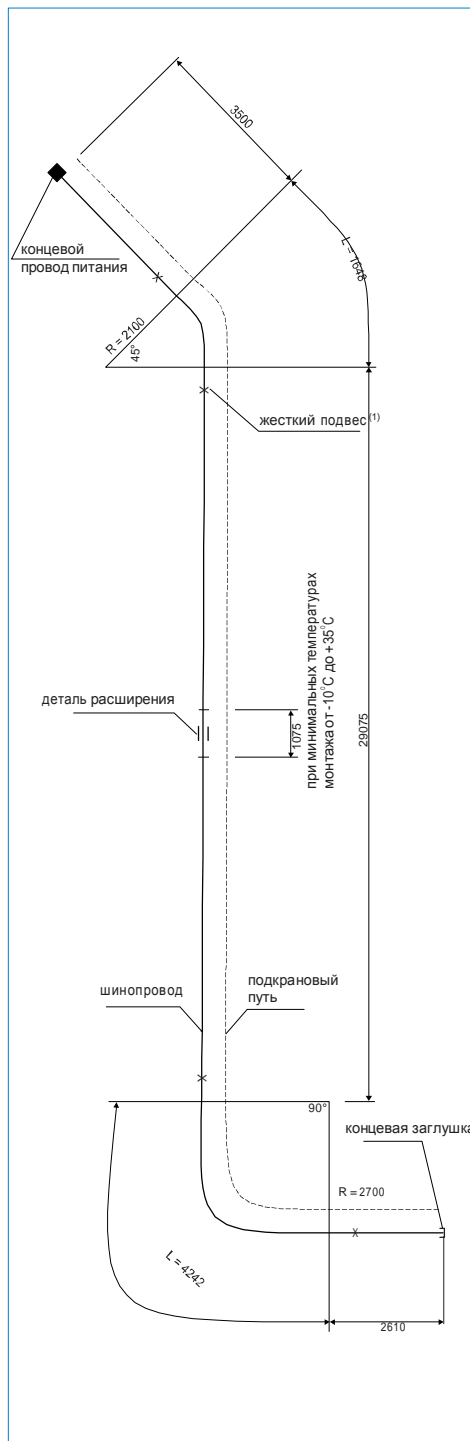 3500
концевой
провод питания
L = 1648
R = 2100
45°
жесткий подвес (1)
при минимальных температурах
монтажа от -10°C до +35°C
деталь расширения
1075
29075
шинопровод
подкрановый
путь
90°
концевая заглушка
R = 2700
L = 4242
2610